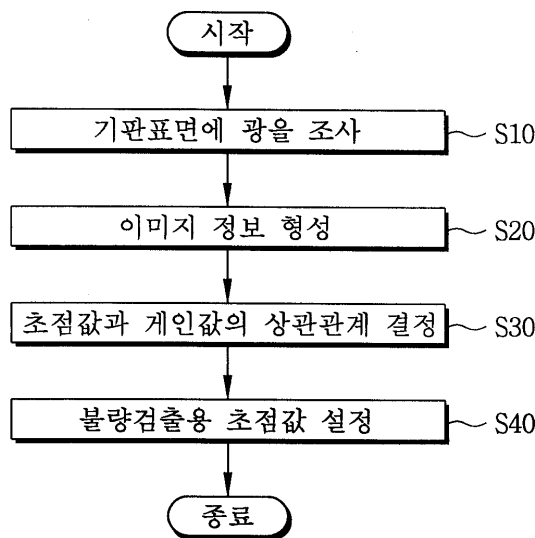 시작
기판표면에 광을 조사
S10
이미지 정보 형성
S20
초점값과 게인값의 상관관계 결정
S30
불량검출용 초점값 설정
S40
종료